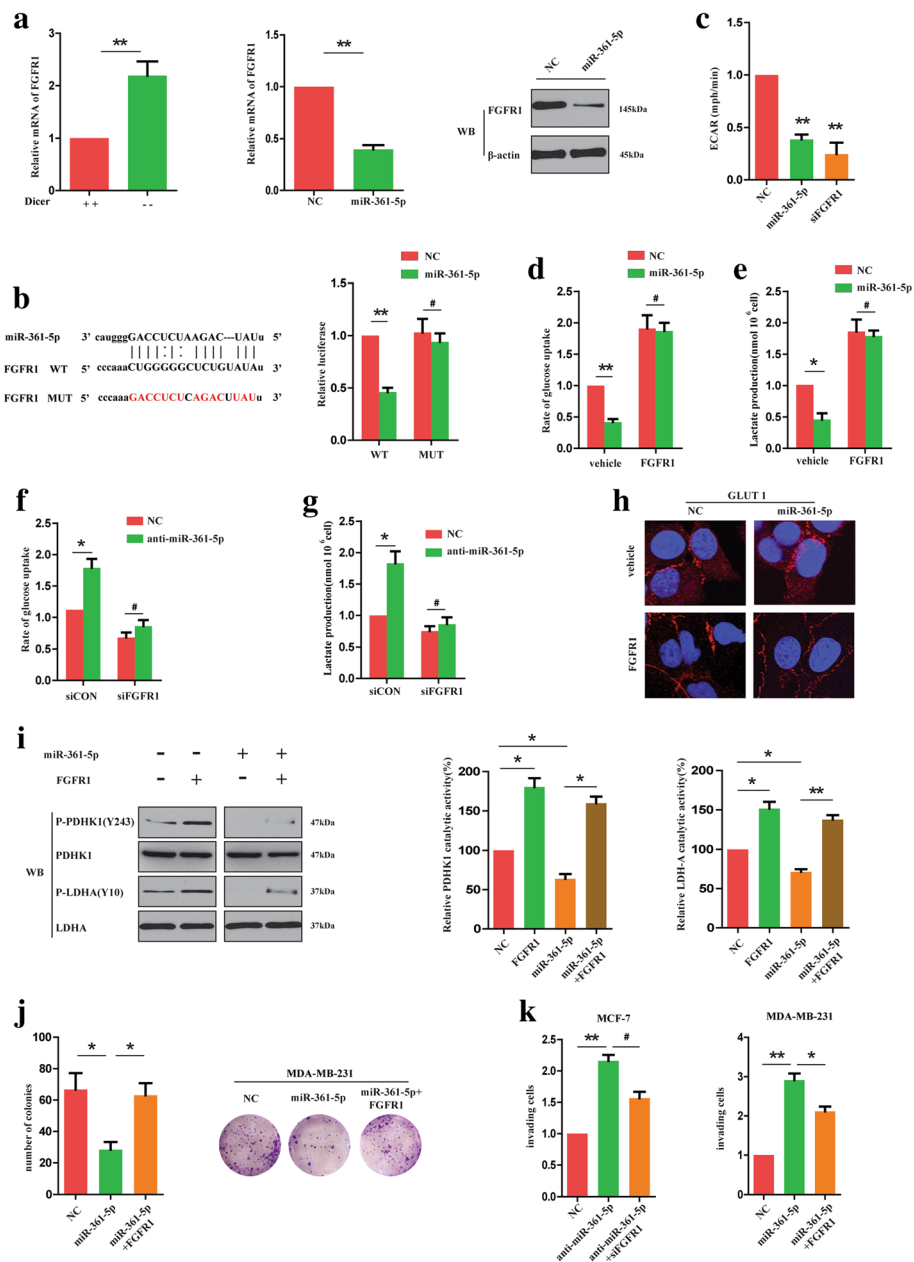 a
Relative mRNA of FGFR1
3
2
1
0
**
Dicer
++
--
Relative mRNA of FGFR1
1.5
1.0
0.5
0.0
**
NC
miR-361-5p
NC
miR-361-5p
WB
FGFR1
145kDa
β-actin
45kDa
c
ECAR (mph/min)
1.5
1.0
0.5
0.0
**
**
NC
miR-361-5p
siFGFR1
b
miR-361-5p 3’ caugggGACCUCUAAGAC---UAUu 5’
FGFR1 WT 5’ cccaaaCUGGGGGCUCUGUAUAu 3’
FGFR1 MUT 5’ cccaaaGACCUCUCAGACUUAUu 3’
NC
miR-361-5p
Relative luciferase
1.5
1.0
0.5
0.0
**
#
WT
MUT
d
NC
miR-361-5p
Rate of glucose uptake
2.5
2.0
1.5
1.0
0.5
0.0
**
#
vehicle
FGFR1
e
NC
miR-361-5p
Lactate production(nmol 10 6 cell)
2.5
2.0
1.5
1.0
0.5
0.0
*
#
vehicle
FGFR1
f
NC
anti-miR-361-5p
Rate of glucose uptake
2.5
2.0
1.5
1.0
0.5
0.0
*
#
siCON
siFGFR1
g
NC
anti-miR-361-5p
Lactate production(nmol 10 6 cell)
2.5
2.0
1.5
1.0
0.5
0.0
*
#
siCON
siFGFR1
h
GLUT 1
NC
miR-361-5p
vehicle
FGFR1
i
miR-361-5p - - + +
FGFR1 - + - +
WB
P-PDHK1(Y243)
47kDa
PDHK1
47kDa
P-LDHA(Y10)
37kDa
LDHA
37kDa
Relative PDHK1 catalytic activity(%)
200
150
100
50
0
*
*
*
NC
FGFR1
miR-361-5p
miR-361-5p
+FGFR1
Relative LDH-A catalytic activity(%)
200
150
100
50
0
*
*
**
NC
FGFR1
miR-361-5p
miR-361-5p
+FGFR1
j
number of colonies
100
80
60
40
20
0
*
*
NC
miR-361-5p
miR-361-5p
+FGFR1
MDA-MB-231
NC
miR-361-5p
miR-361-5p+
FGFR1
k
MCF-7
invading cells
2.5
2.0
1.5
1.0
0.5
0.0
**
#
NC
anti-miR-361-5p
anti-miR-361-5p
+siFGFR1
MDA-MB-231
invading cells
4
3
2
1
0
**
*
NC
miR-361-5p
miR-361-5p
+FGFR1